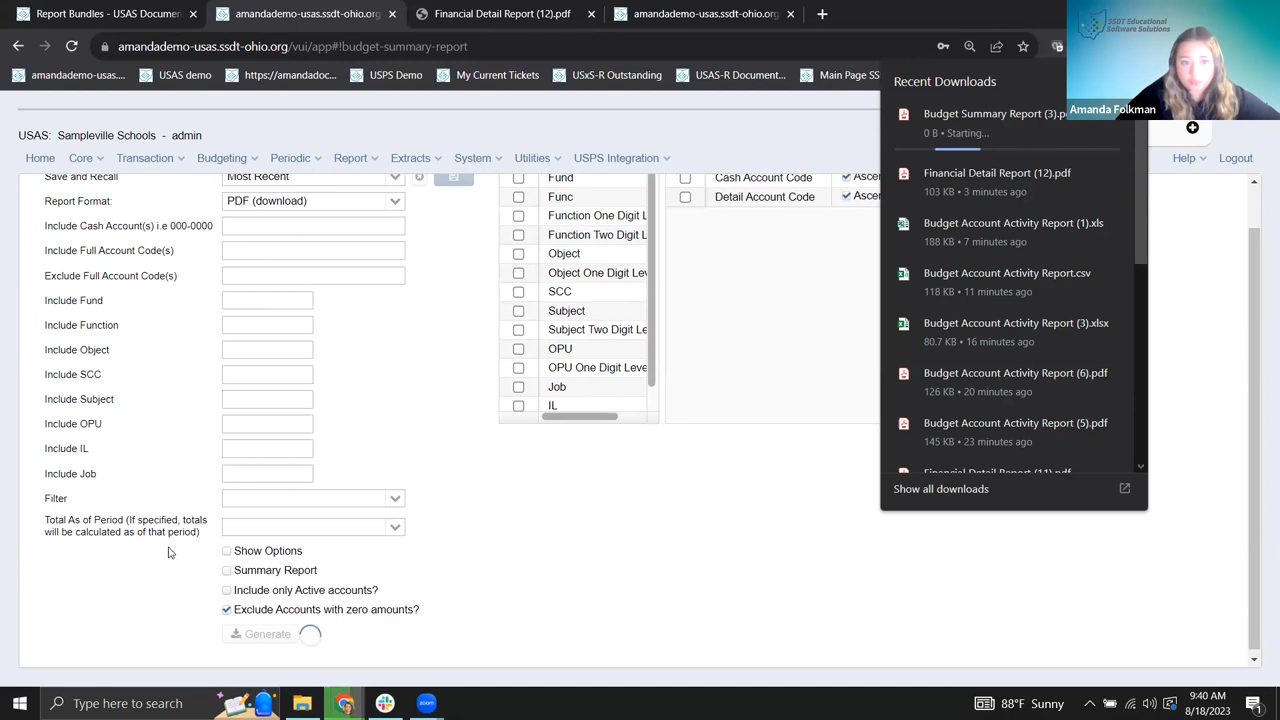 USAS - Report Bundles
amandademo-usas.ssdt-ohio.org/
Financial Detail Report (12).pdf
amandademo-usas.ssdt-ohio.org/
amandademo-usas.ssdt-ohio.org/vui/app#!budget-summary-report
amandademo-usas....
USAS demo
https://amandadoc...
USPS Demo
My Current Tickets
UsxS-R Outstanding
USAS-R Document...
Main Page SS
SSDT Educational
Software Solutions
Amanda Folkman
USAS: Sampleville Schools - admin
Home
Core
Transaction
Budgeting
Periodic
Report
Extracts
System
Utilities
USPS Integration
Help
Logout
Save and Recall
Most Recent
Report Format:
PDF (download)
Include Cash Account(s) i.e 000-0000
Include Full Account Code(s)
Exclude Full Account Code(s)
Include Fund
Include Function
Include Object
Include SCC
Include Subject
Include OPU
Include IL
Include Job
Filter
Total As of Period (If specified, totals
will be calculated as of that period)
Show Options
Summary Report
Include only Active accounts?
Exclude Accounts with zero amounts?
Generate
Fund
Func
Function One Digit L
Function Two Digit L
Object
Object One Digit Lev
SCC
Subject
Subject Two Digit Le
OPU
OPU One Digit Level
Job
IL
Cash Account Code
Ascen
Detail Account Code
Ascen
Recent Downloads
Budget Summary Report (3).p
0 B • Starting...
Financial Detail Report (12).pdf
103 KB • 3 minutes ago
Budget Account Activity Report (1).xls
188 KB • 7 minutes ago
Budget Account Activity Report.csv
118 KB • 11 minutes ago
Budget Account Activity Report (3).xlsx
80.7 KB • 16 minutes ago
Budget Account Activity Report (6).pdf
126 KB • 20 minutes ago
Budget Account Activity Report (5).pdf
145 KB • 23 minutes ago
Financial Detail Report (11).pdf
Show all downloads
Type here to search
zoom
88°F Sunny
9:40 AM
8/18/2023
1